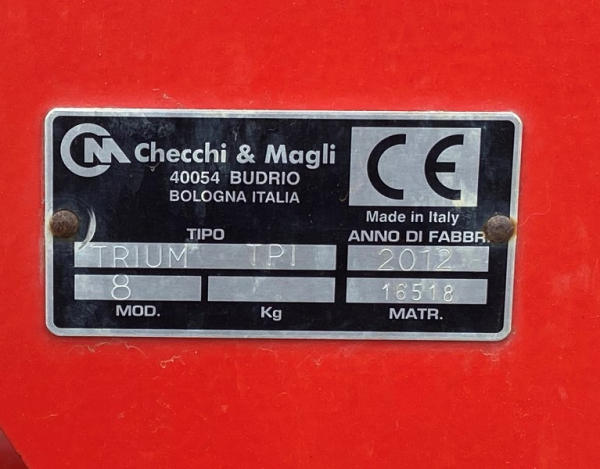 CM Checchi & Magli
40054 BUDRIO
BOLOGNA ITALIA
CE
Made in Italy
TIPO
ANNO DI FABBR.
TRIUM TPI
2012
8
16518
MOD.
Kg
MATR.